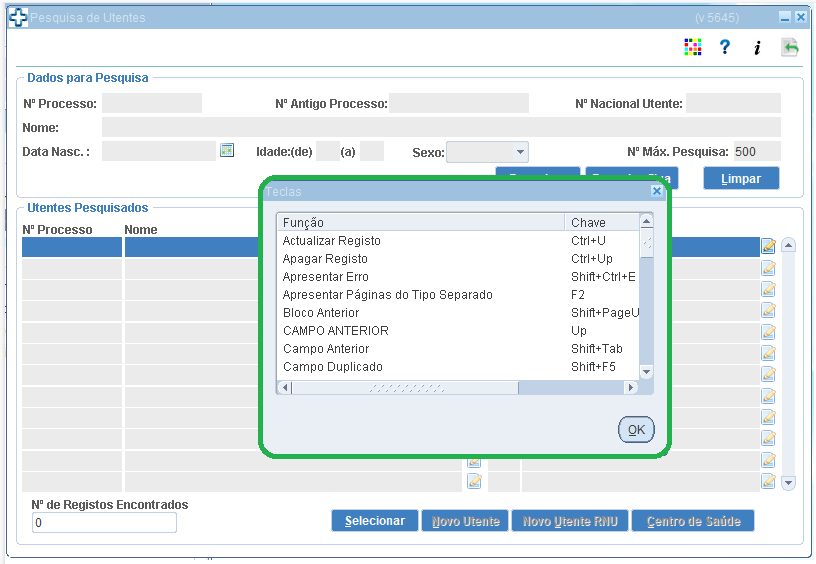 Pesquisa de Utentes (v 5645)
? i
Dados para Pesquisa
Nº Processo: Nº Antigo Processo: Nº Nacional Utente:
Nome:
Data Nasc. : Idade:(de) (a) Sexo: Nº Máx. Pesquisa: 500
Limpar
Utentes Pesquisados
Nº Processo Nome
Teclas
Função Chave
Actualizar Registo Ctrl+U
Apagar Registo Ctrl+Up
Apresentar Erro Shift+Ctrl+E
Apresentar Páginas do Tipo Separado F2
Bloco Anterior Shift+PageU
CAMPO ANTERIOR Up
Campo Anterior Shift+Tab
Campo Duplicado Shift+F5
OK
Nº de Registos Encontrados
0
Selecionar Novo Utente Novo Utente RNU Centro de Saúde